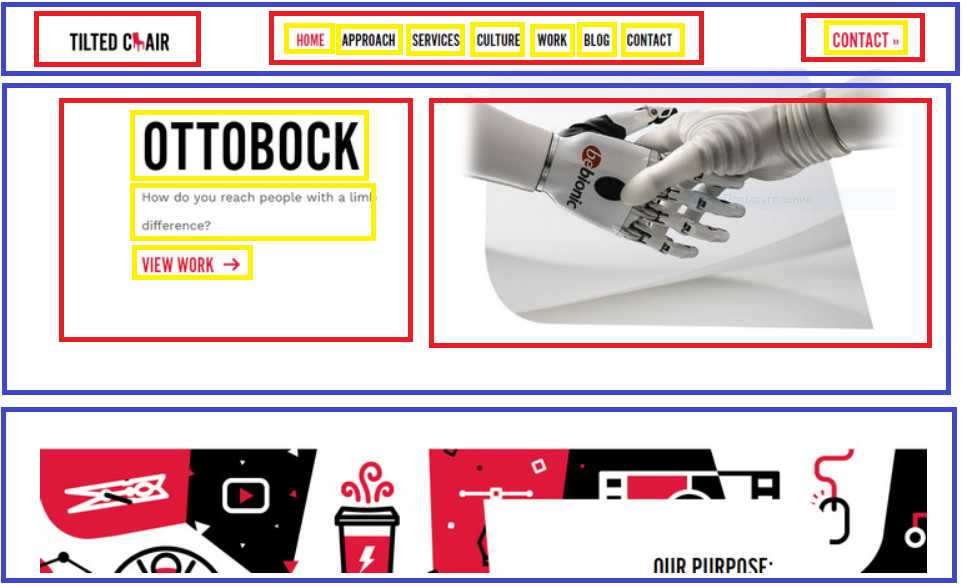 TILTED CHAIR
HOME APPROACH SERVICES CULTURE WORK BLOG CONTACT
CONTACT »
OTTOBOCK
How do you reach people with a limb
difference?
VIEW WORK →
bebionic
Прямоугольник
OUR PURPOSE: